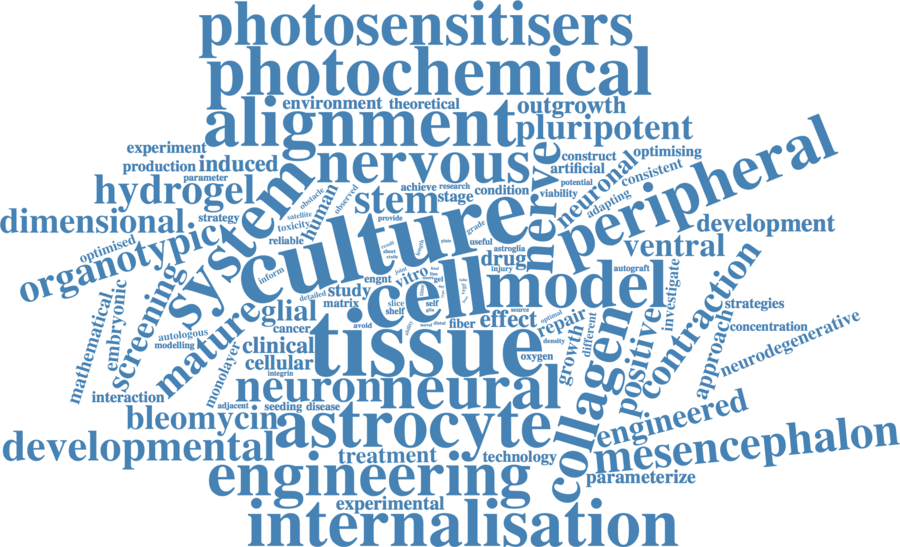 photosensitisers
photochemical
environment theoretical
alignment
outgrowth
pluripotent
experiment
nervous
production induced
construct
optimising
artificial
parameter
hydrogel
system
human
obstacle
observed
satellite
toxicity
reliable
stem
achieve research
stage condition
potential
viability
nerve
neuronal
adapting
consistent
peripheral
dimensional
strategy
provide
culture
grade
useful
development
optimised
organotypic
ventral
astroglia
drug
injury
inform
vitro
cell
model
autograft
investigate
detailed
study
matrix
engnt
joint
gel
slice
shelf
self
source
mathematical
embryonic
screening
mature
glial
cancer
avoid
fiber
effect
optimal
repair
density
growth
different
collagen
positive
contraction
strategies
concentration
approach
neurodegenerative
autologous
modelling
monolayer
clinical
cellular
integrin
tissue
oxygen
interaction
neuron
neural
adjacent
seeding disease
bleomycin
astrocyte
engineered
developmental
treatment
technology
mesencephalon
parameterize
engineering
experimental
internalisation